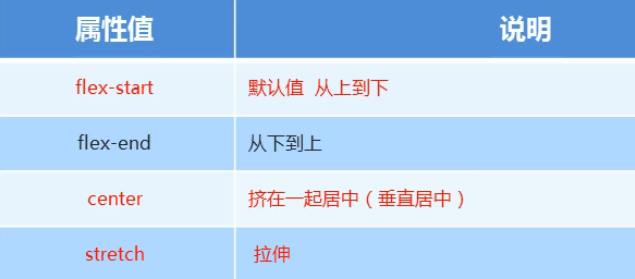 属性值 说明
flex-start 默认值 从上到下
flex-end 从下到上
center 挤在一起居中（垂直居中）
stretch 拉伸